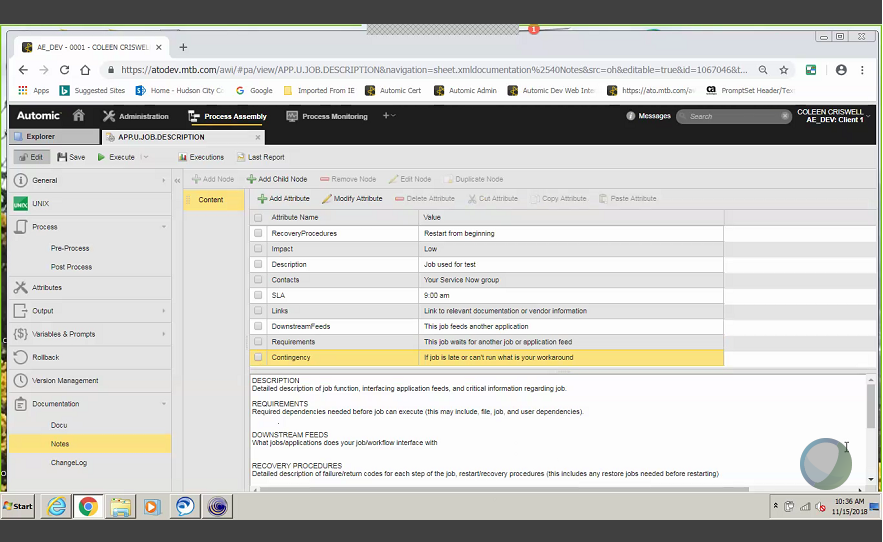 1
AE_DEV - 0001 - COLEEN CRISWELL
https://atodev.mtb.com/awi/#pa/view/APP.U.JOB.DESCRIPTION&navigation=sheet.xmldocumentation%2540Notes&src=oh&editable=true&id=1067046&t...
Apps Suggested Sites Home - Hudson City C Google Imported From IE Automic Cert Automic Admin Automic Dev Web Inte https://ato.mtb.com/av PromptSet Header/Tex
Automic Administration Process Assembly Process Monitoring Messages Search COLEEN CRISWELL
AE_DEV: Client 1
Explorer APP.U.JOB.DESCRIPTION
Edit Save Execute Executions Last Report
General
UNIX
Process
Pre-Process
Post Process
Attributes
Output
Variables & Prompts
Rollback
Version Management
Documentation
Docu
Notes
ChangeLog
Add Node Add Child Node Remove Node Edit Node Duplicate Node
Content
Add Attribute Modify Attribute Delete Attribute Cut Attribute Copy Attribute Paste Attribute
Attribute Name Value
RecoveryProcedures Restart from beginning
Impact Low
Description Job used for test
Contacts Your Service Now group
SLA 9:00 am
Links Link to relevant documentation or vendor information
DownstreamFeeds This job feeds another application
Requirements This job waits for another job or application feed
Contingency If job is late or can't run what is your workaround
DESCRIPTION
Detailed description of job function, interfacing application feeds, and critical information regarding job.
REQUIREMENTS
Required dependencies needed before job can execute (this may include, file, job, and user dependencies).
DOWNSTREAM FEEDS
What jobs/applications does your job/workflow interface with
RECOVERY PROCEDURES
Detailed description of failure/return codes for each step of the job, restart/recovery procedures (this includes any restore jobs needed before restarting)
Start
10:36 AM
11/15/2018